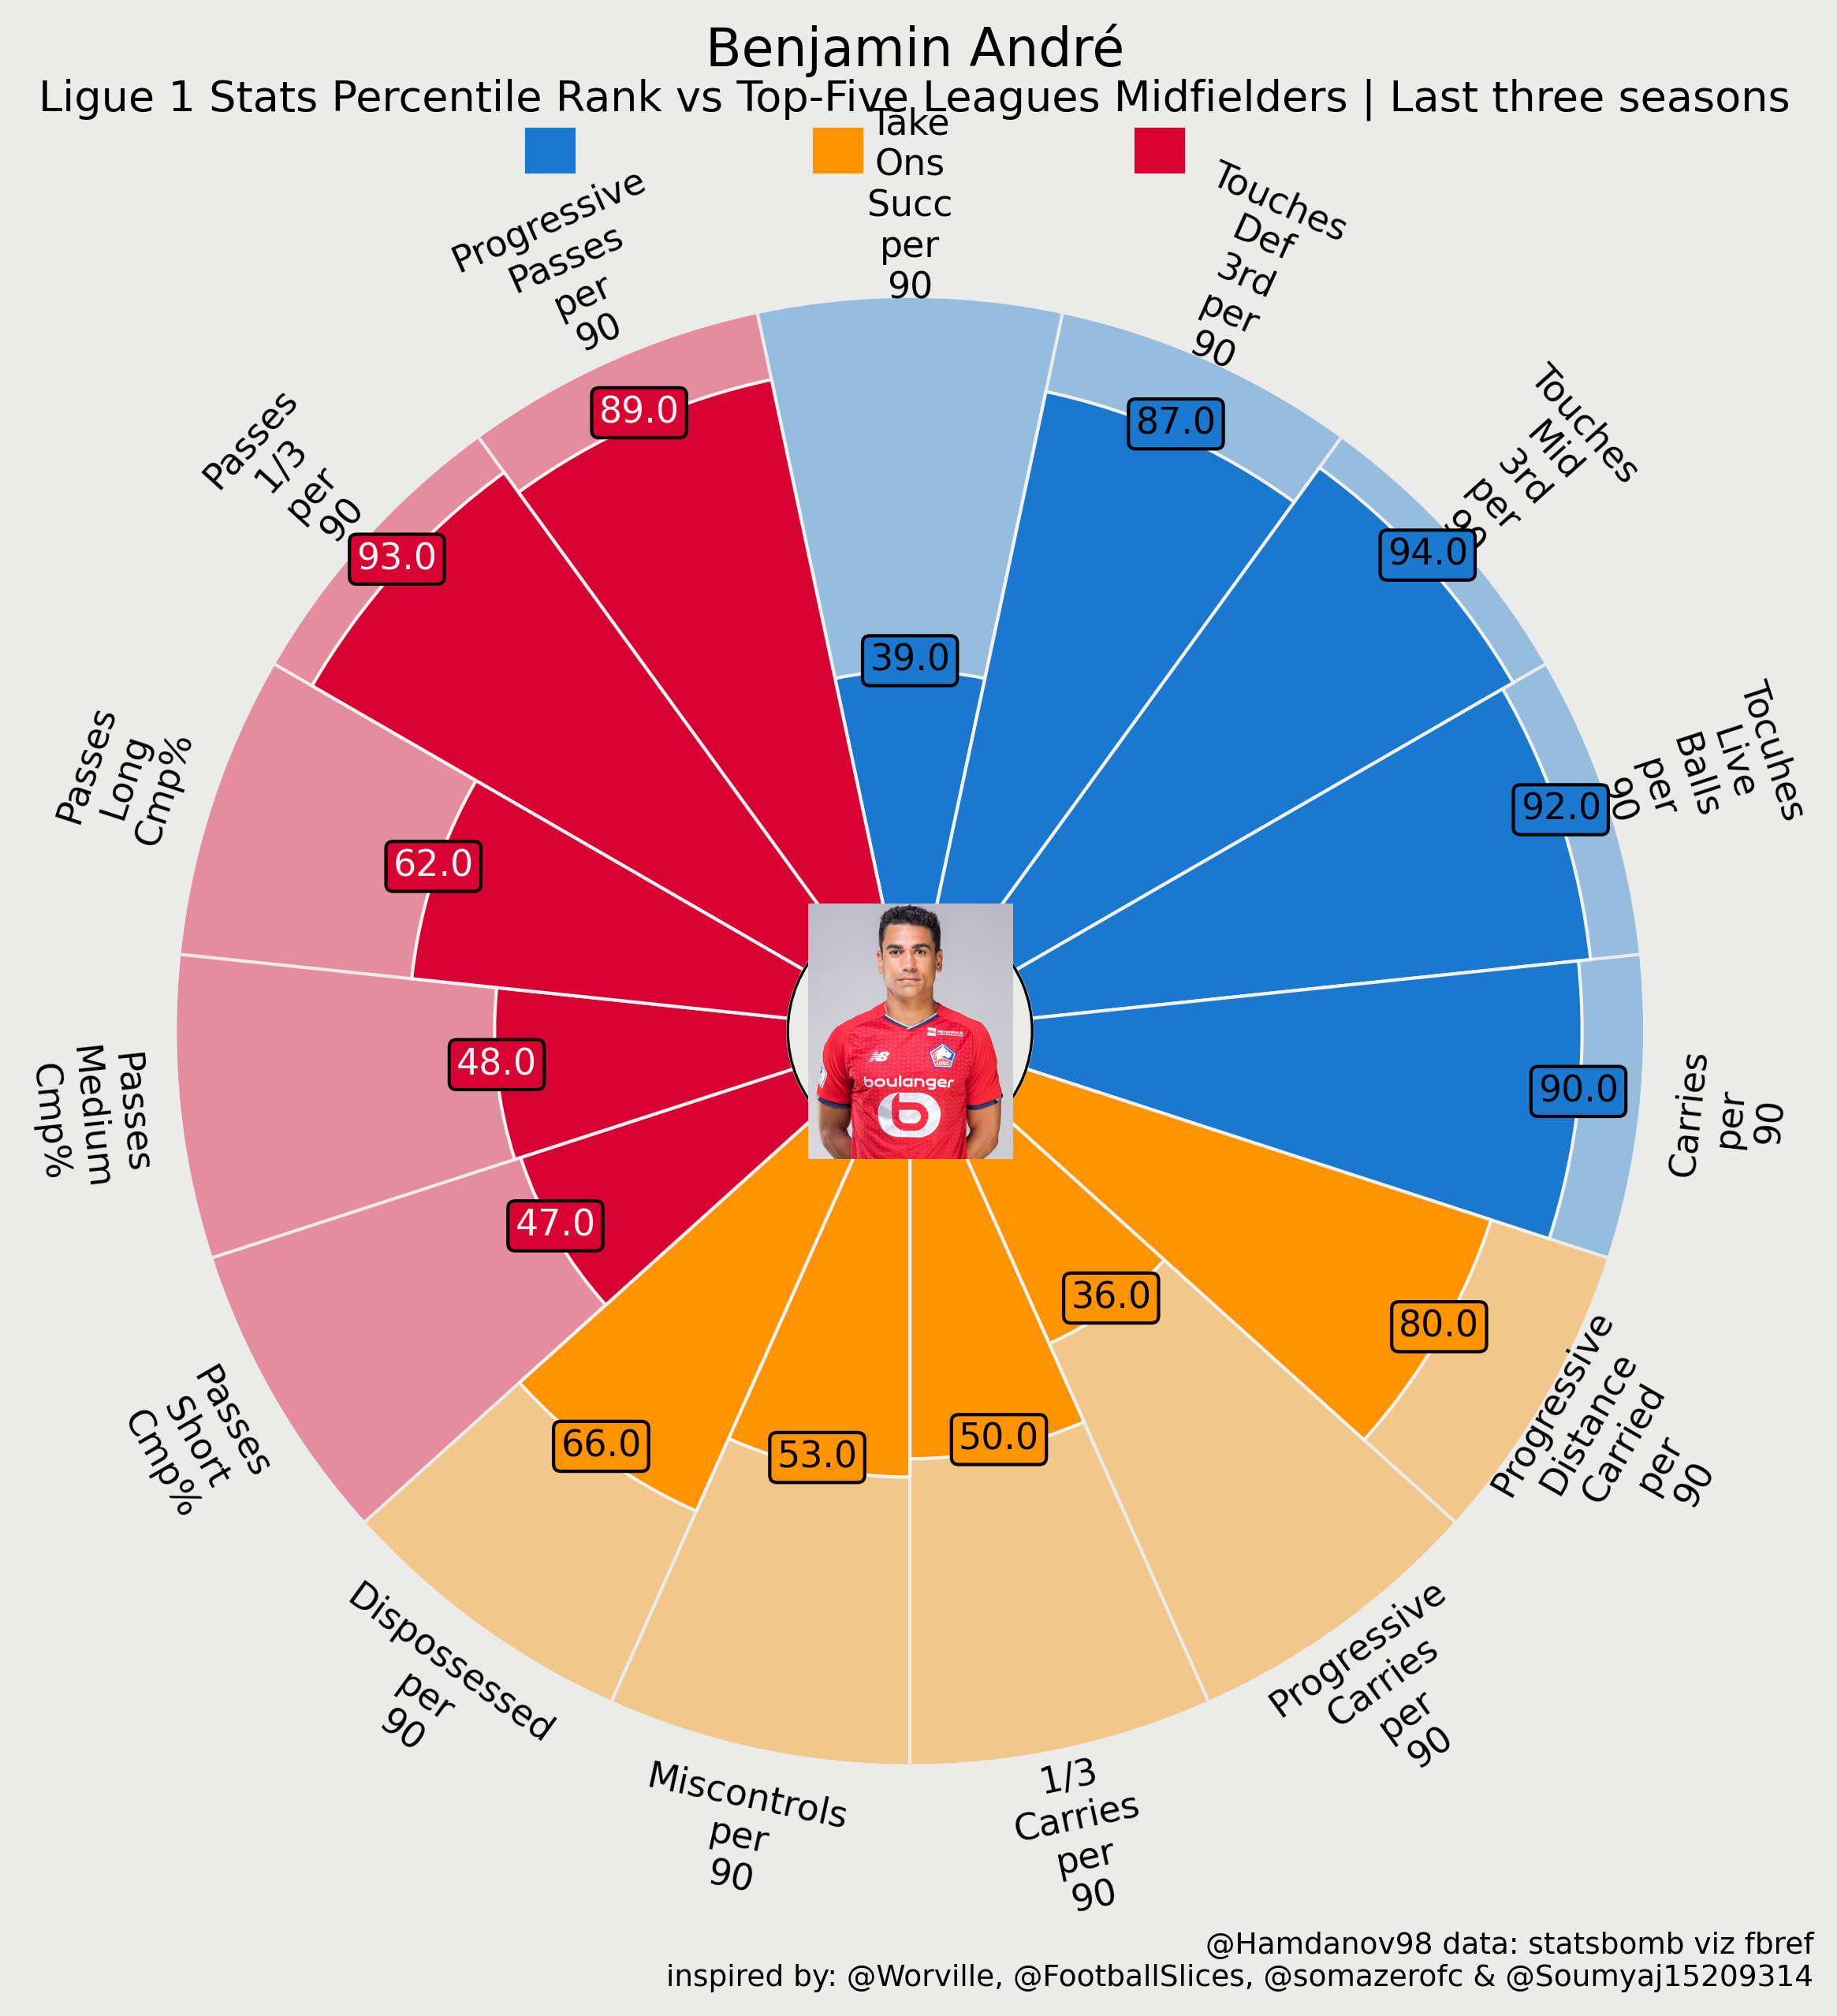 Benjamin André
Ligue 1 Stats Percentile Rank vs Top-Five Leagues Midfielders | Last three seasons
Take
Ons
Succ
per
90
Touches
Def
3rd
per
90
Touches
Mid
3rd
per
90
Tocuhes
Live
Balls
per
90
Carries
per
90
Progressive
Distance
Carried
per
90
Progressive
Carries
per
90
1/3
Carries
per
90
Miscontrols
per
90
Dispossessed
per
90
Passes
Short
Cmp%
Passes
Medium
Cmp%
Passes
Long
Cmp%
Passes
1/3
per
90
Progressive
Passes
per
90
39.0
87.0
94.0
92.0
90.0
80.0
36.0
50.0
53.0
66.0
47.0
48.0
62.0
93.0
89.0
boulanger
@Hamdanov98 data: statsbomb viz fbref
inspired by: @Worville, @FootballSlices, @somazerofc & @Soumyaj15209314